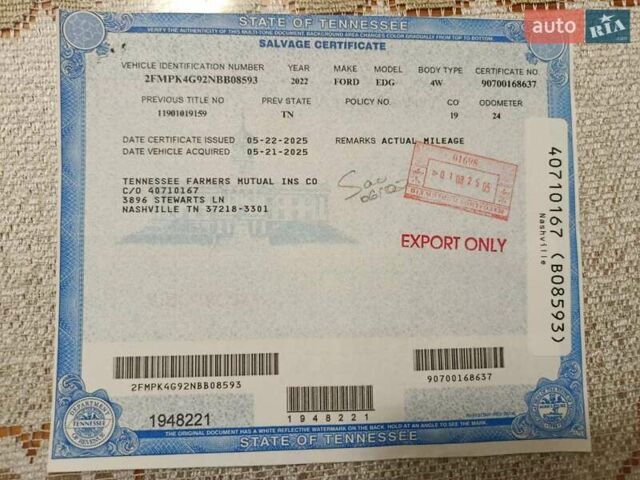 STATE OF TENNESSEE
VERIFY THE AUTHENTICITY OF THIS MULTI-TONE DOCUMENT. BACKGROUND AREA CHANGES COLOR GRADUALLY FROM TOP TO BOTTOM.
SALVAGE CERTIFICATE
auto RIA.com
VEHICLE IDENTIFICATION NUMBER YEAR MAKE MODEL BODY TYPE CERTIFICATE NO.
2FMPK4G92NBB08593 2022 FORD EDG 4W 90700168637
PREVIOUS TITLE NO PREV STATE POLICY NO. CO ODOMETER
11901019159 TN 19 24
DATE CERTIFICATE ISSUED 05-22-2025 REMARKS ACTUAL MILEAGE
DATE VEHICLE ACQUIRED 05-21-2025
TENNESSEE FARMERS MUTUAL INS CO
C/O 40710167
3896 STEWARTS LN
NASHVILLE TN 37218-3301
01698
EXPORT ONLY
40710167 (B08593)
Nashville
2FMPK4G92NBB08593
90700168637
1948221
1948221
TENNESSEE
THE ORIGINAL DOCUMENT HAS A WHITE REFLECTIVE WATERMARK ON THE BACK. HOLD AT AN ANGLE TO SEE THE MARK.
STATE OF TENNESSEE